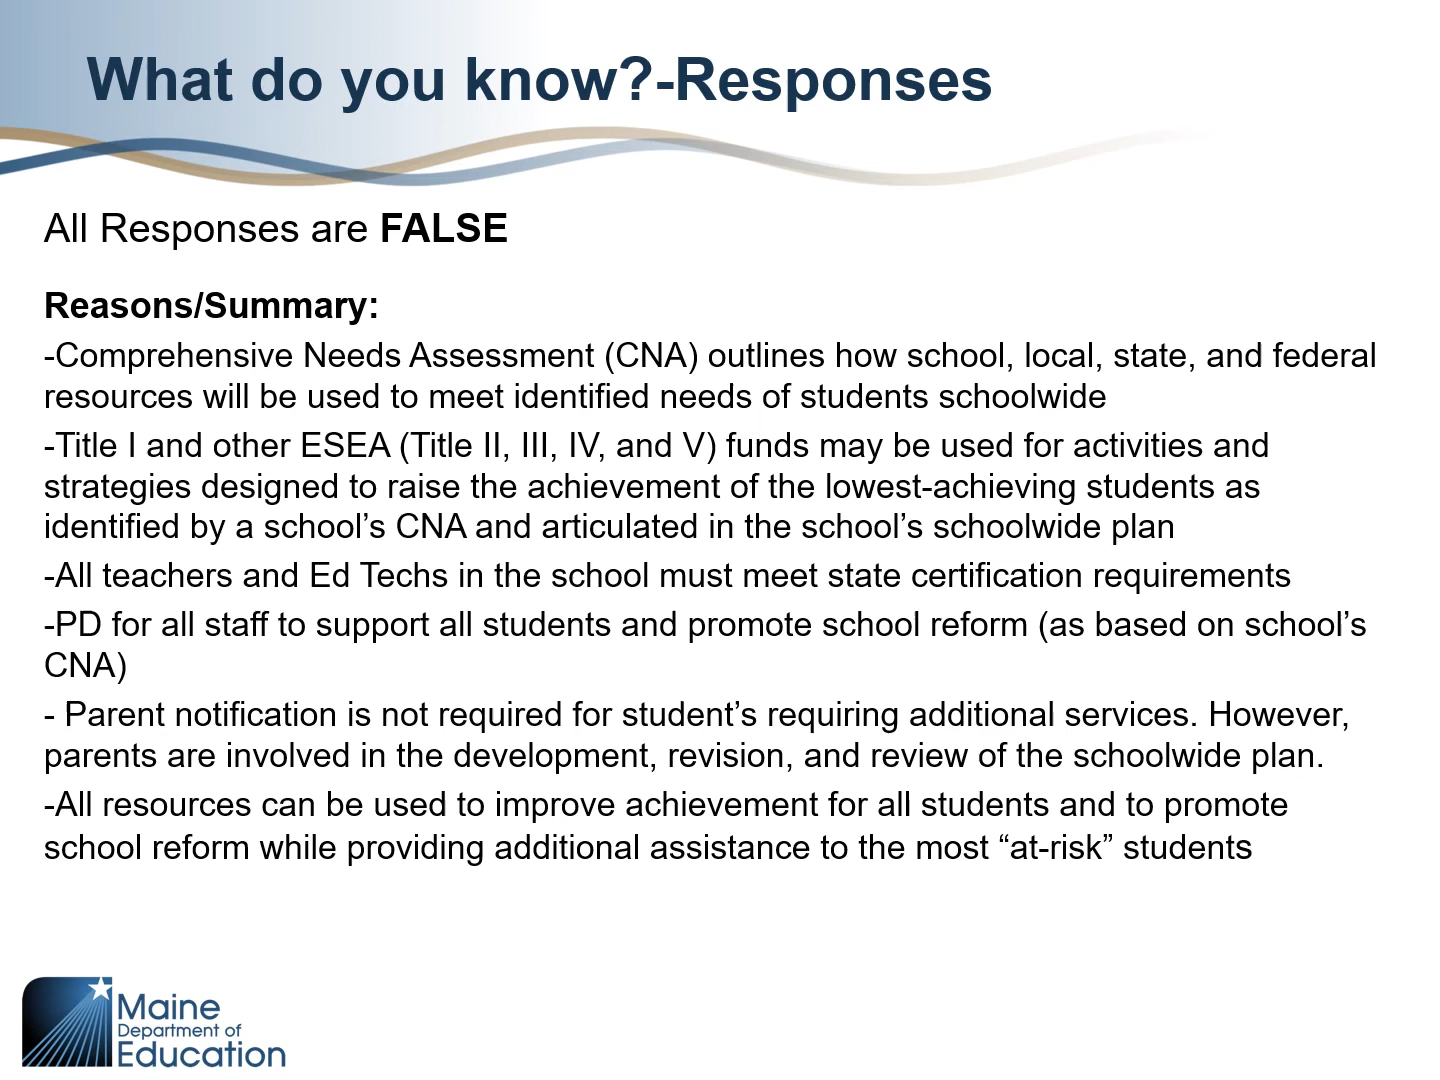 What do you know?-Responses
All Responses are FALSE
Reasons/Summary:
-Comprehensive Needs Assessment (CNA) outlines how school, local, state, and federal
resources will be used to meet identified needs of students schoolwide
-Title I and other ESEA (Title II, III, IV, and V) funds may be used for activities and
strategies designed to raise the achievement of the lowest-achieving students as
identified by a school’s CNA and articulated in the school’s schoolwide plan
-All teachers and Ed Techs in the school must meet state certification requirements
-PD for all staff to support all students and promote school reform (as based on school’s
CNA)
- Parent notification is not required for student’s requiring additional services. However,
parents are involved in the development, revision, and review of the schoolwide plan.
-All resources can be used to improve achievement for all students and to promote
school reform while providing additional assistance to the most “at-risk” students
Maine
Department of
Education